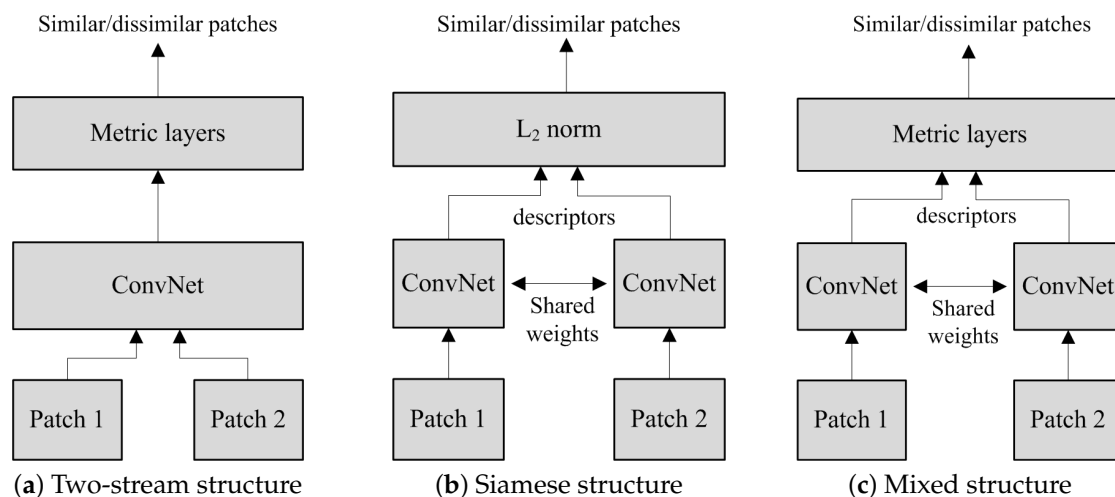 Similar/dissimilar patches
Metric layers
ConvNet
Patch 1
Patch 2
(a) Two-stream structure
Similar/dissimilar patches
L₂ norm
descriptors
ConvNet
ConvNet
Shared
weights
Patch 1
Patch 2
(b) Siamese structure
Similar/dissimilar patches
Metric layers
descriptors
ConvNet
ConvNet
Shared
weights
Patch 1
Patch 2
(c) Mixed structure